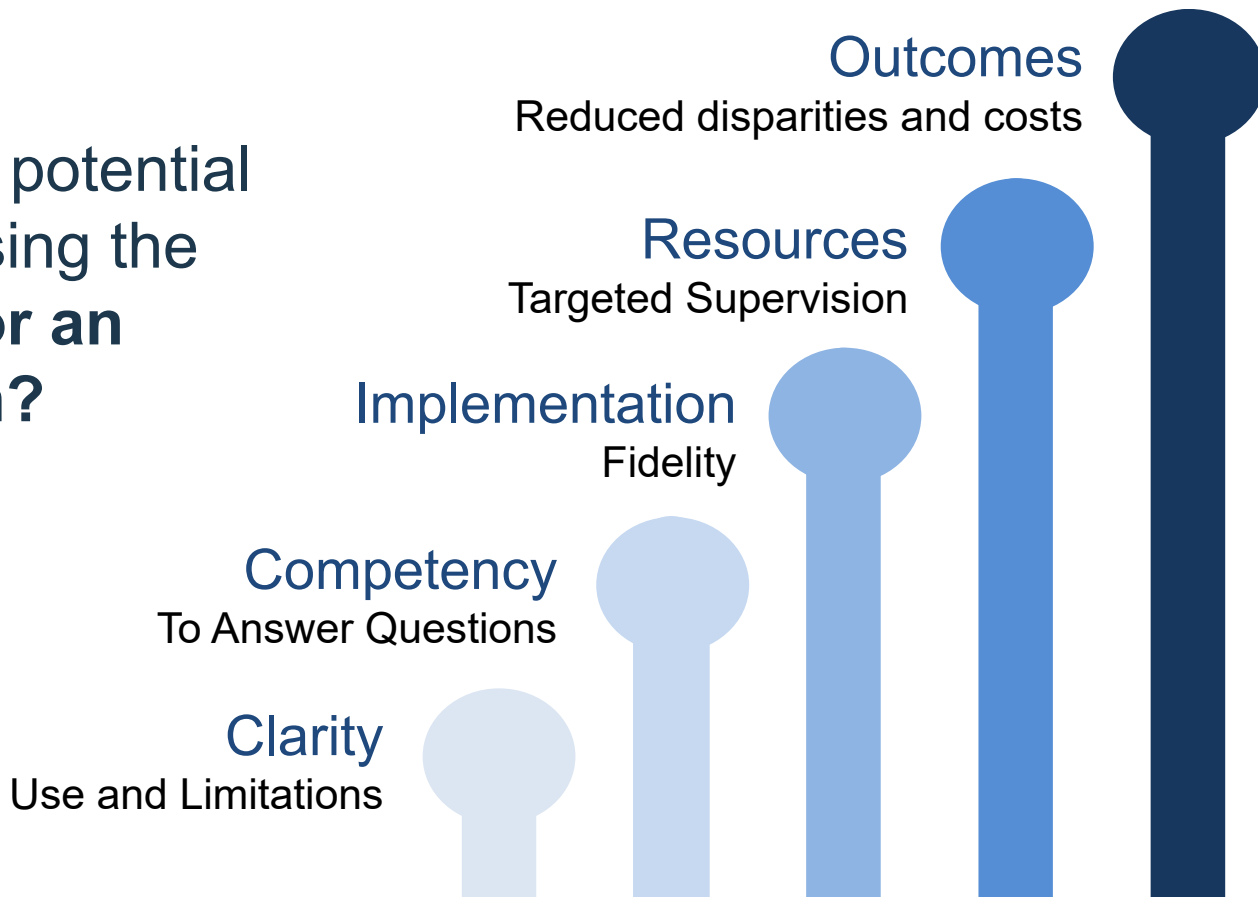 potential
sing the
or an
?
Outcomes
Reduced disparities and costs
Resources
Targeted Supervision
Implementation
Fidelity
Competency
To Answer Questions
Clarity
Use and Limitations